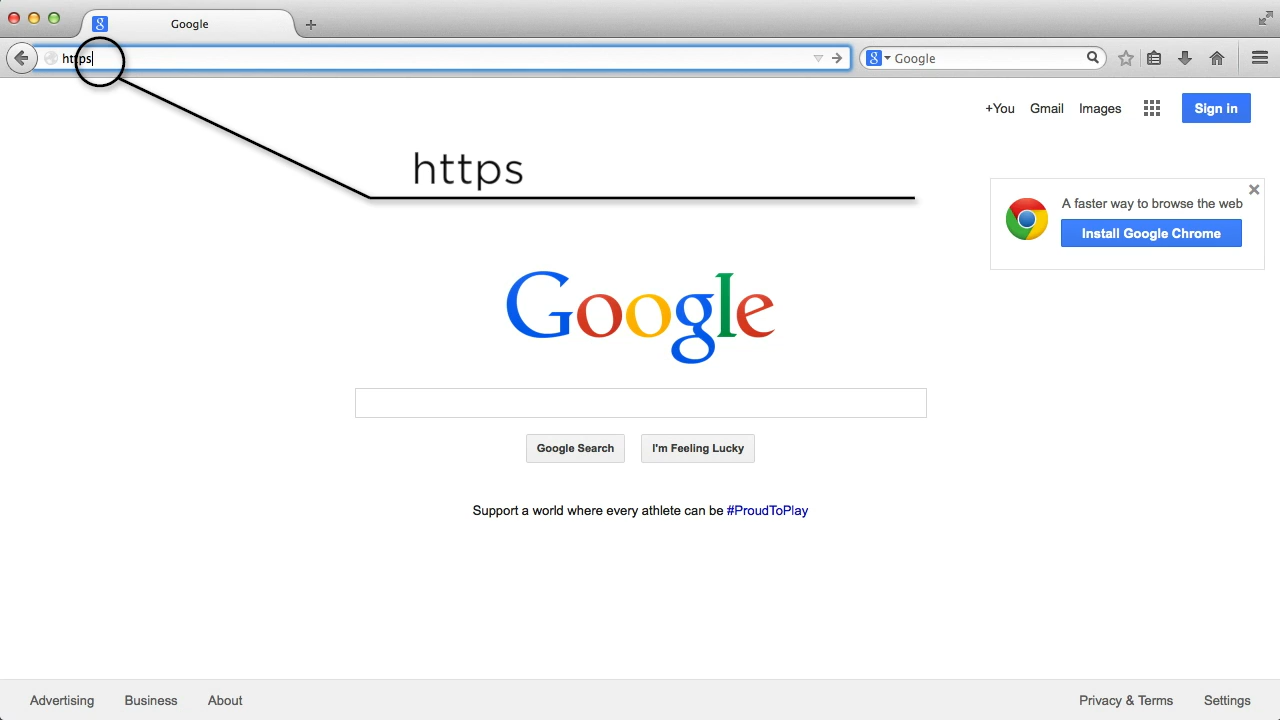 Google
https
Google
+You Gmail Images Sign in
https
A faster way to browse the web
Install Google Chrome
Google
Google Search I'm Feeling Lucky
Support a world where every athlete can be #ProudToPlay
Advertising Business About Privacy & Terms Settings